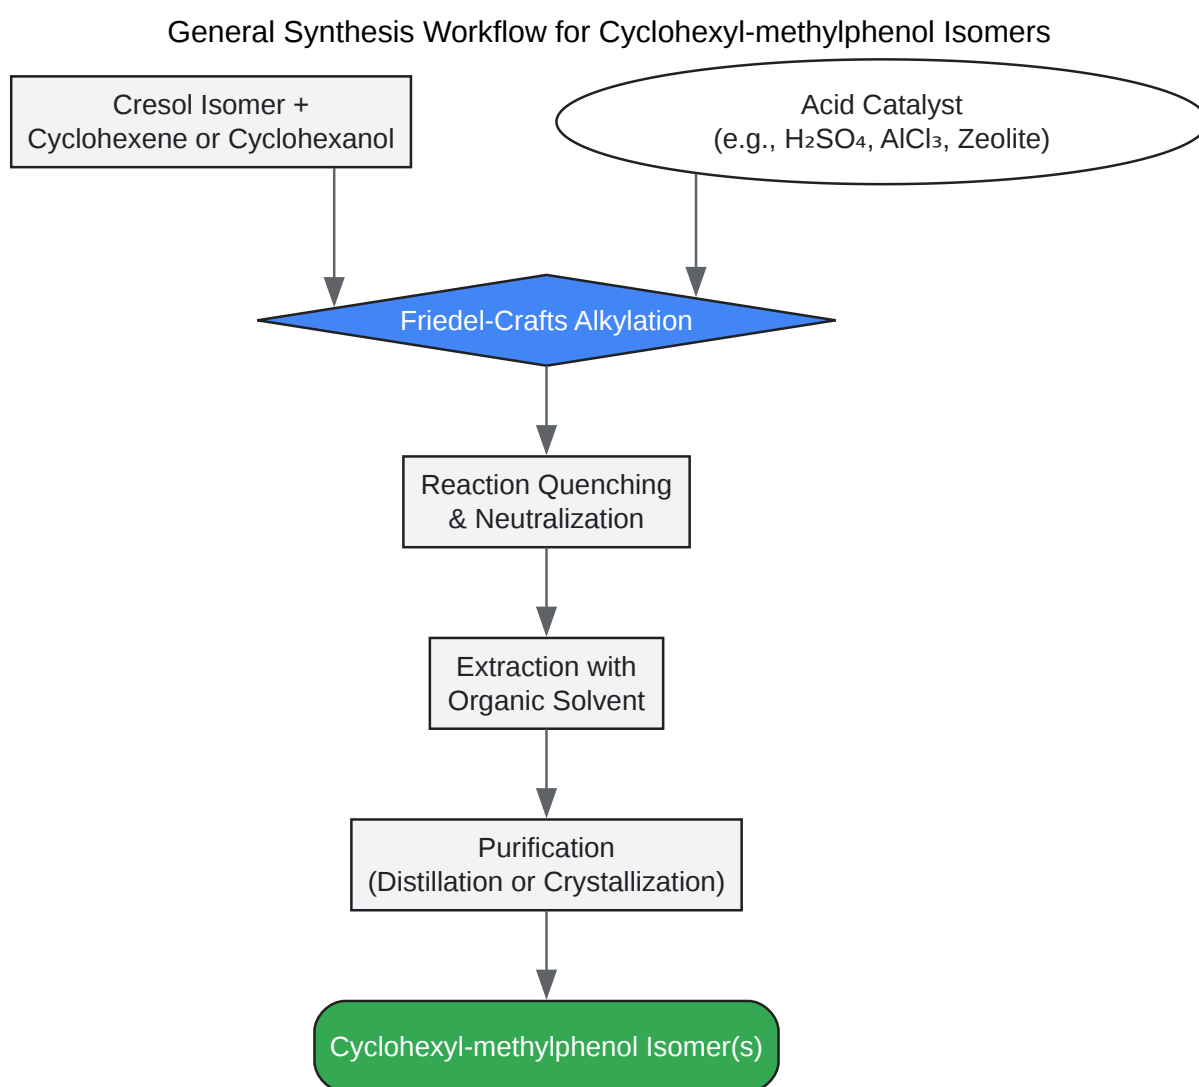 General Synthesis Workflow for Cyclohexyl-methylphenol Isomers
Cresol Isomer +
Cyclohexene or Cyclohexanol
Acid Catalyst
(e.g., H₂SO₄, AlCl₃, Zeolite)
Friedel-Crafts Alkylation
Reaction Quenching
& Neutralization
Extraction with
Organic Solvent
Purification
(Distillation or Crystallization)
Cyclohexyl-methylphenol Isomer(s)